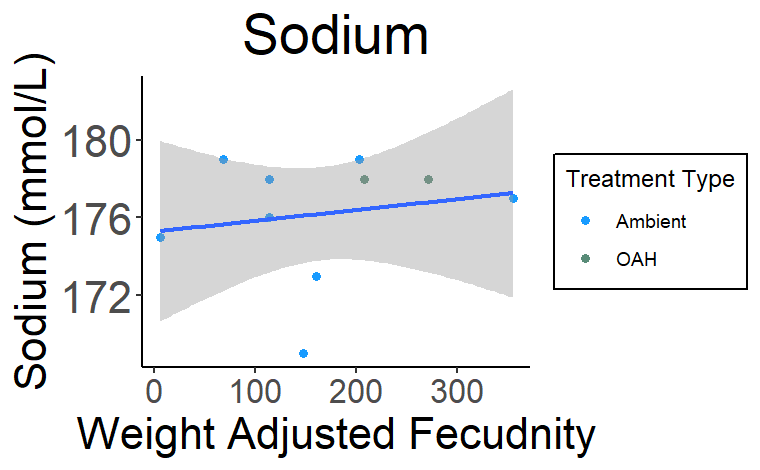 Sodium
Sodium (mmol/L)
180
176
172
0 100 200 300
Weight Adjusted Fecudnity
Treatment Type
Ambient
OAH